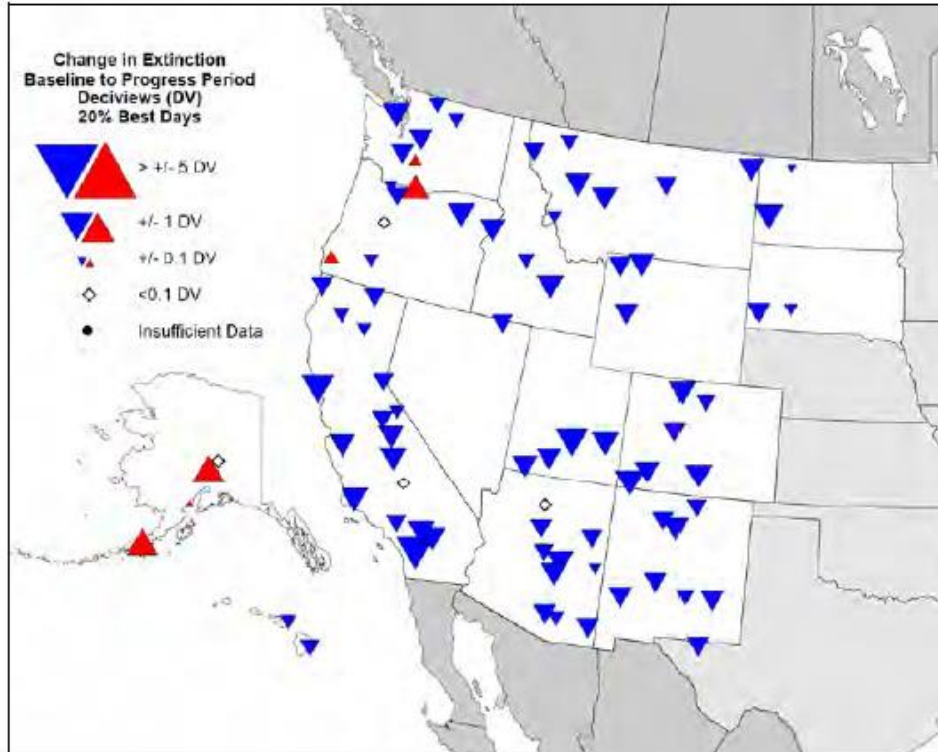 Change in Extinction
Baseline to Progress Period
Deciviews (DV)
20% Best Days
> +/- 5 DV
+/- 1 DV
+/- 0.1 DV
<0.1 DV
Insufficient Data